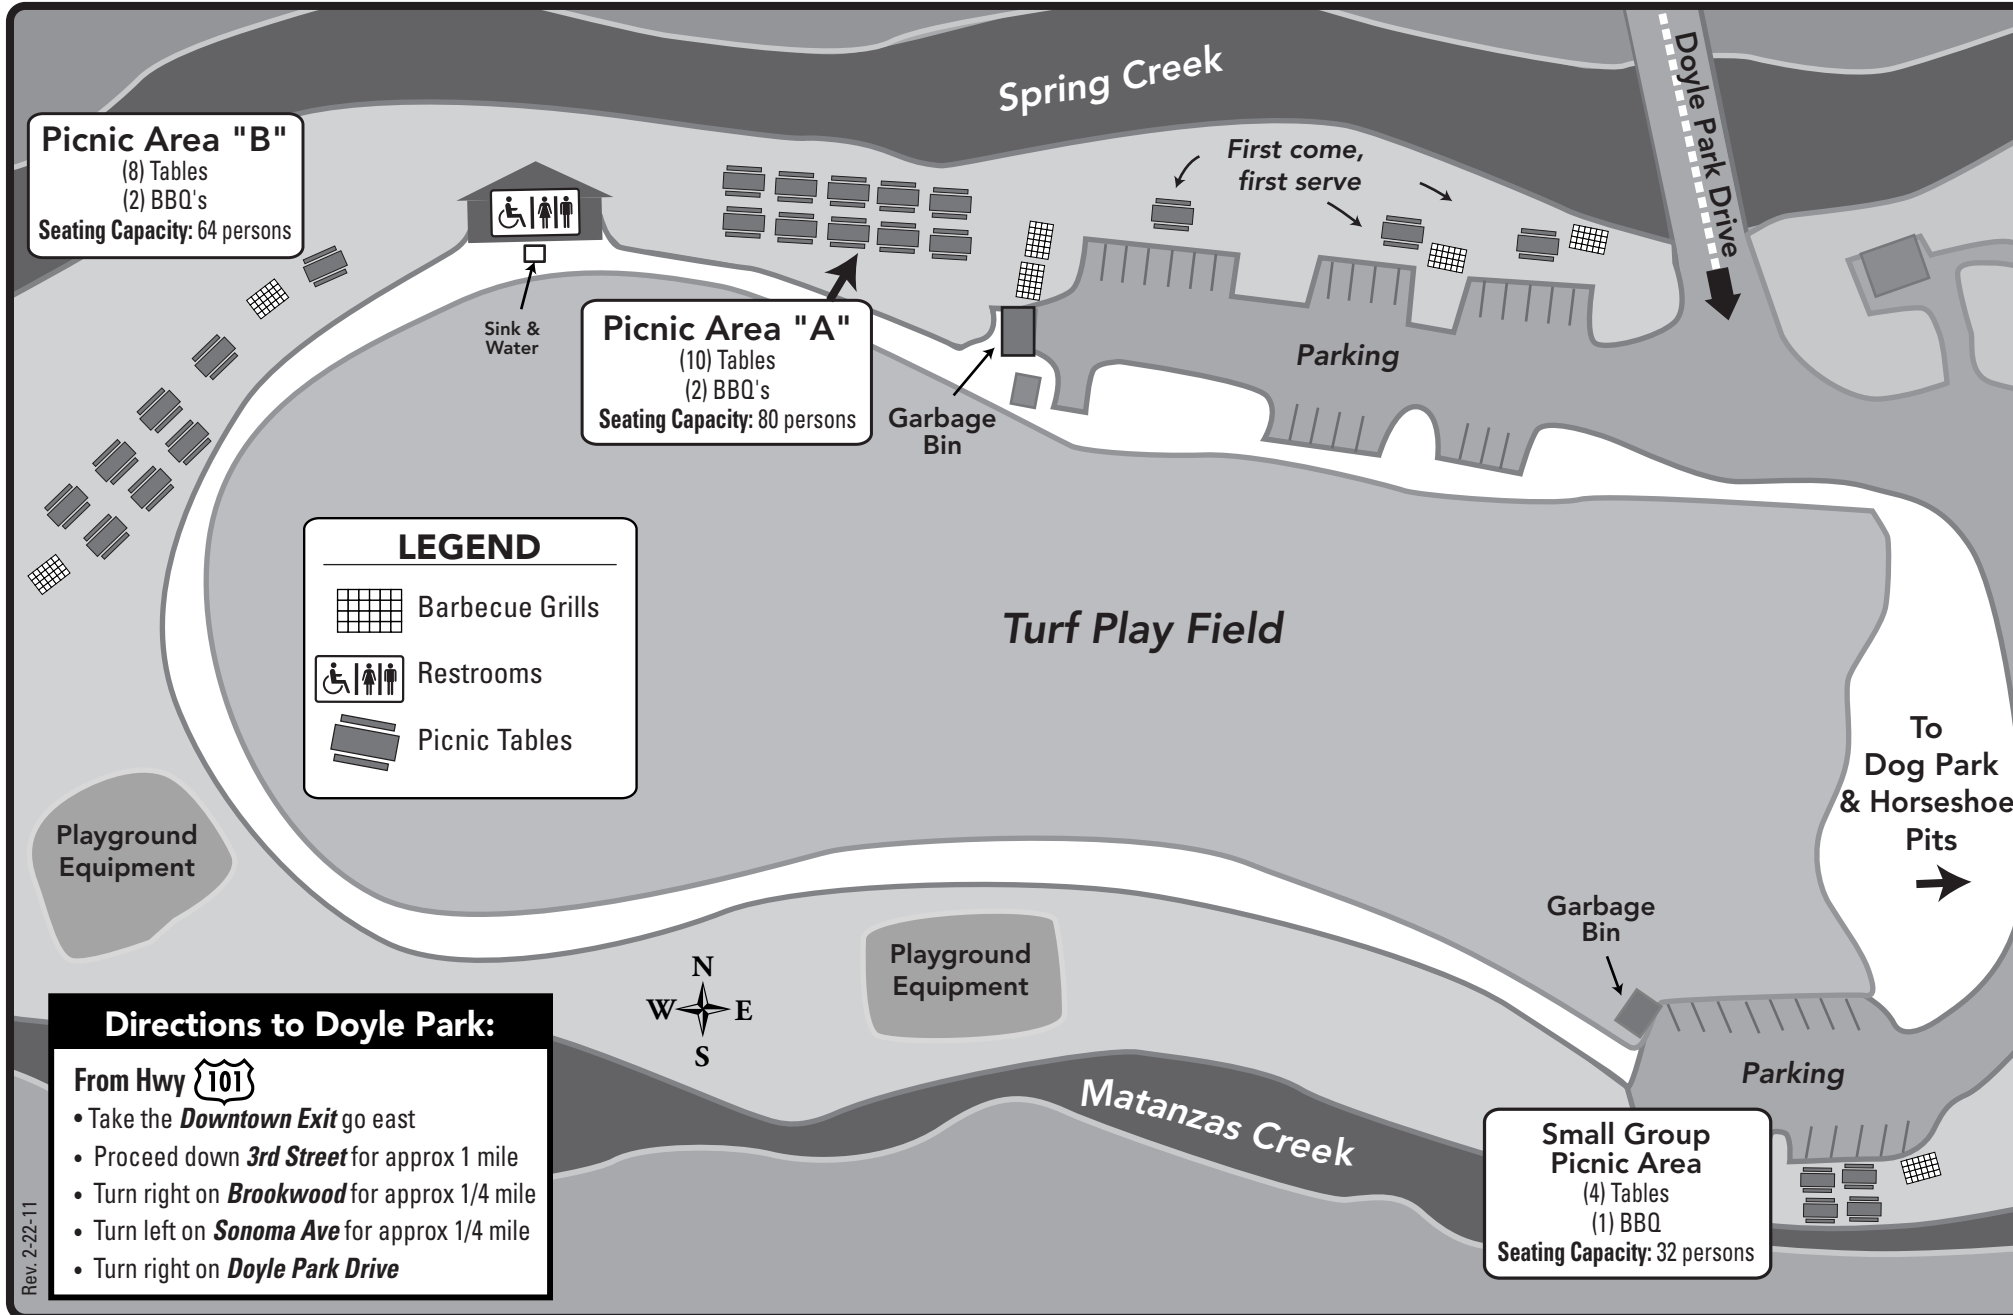 Spring Creek
Doyle Park Drive
Picnic Area "B"
(8) Tables
(2) BBQ's
Seating Capacity: 64 persons
First come,
first serve
Sink &
Water
Picnic Area "A"
(10) Tables
(2) BBQ's
Seating Capacity: 80 persons
Parking
Garbage
Bin
LEGEND
Barbecue Grills
Restrooms
Picnic Tables
Turf Play Field
To
Dog Park
& Horseshoe
Pits
Playground
Equipment
Garbage
Bin
Playground
Equipment
N
W E
S
Directions to Doyle Park:
From Hwy 101
• Take the Downtown Exit go east
• Proceed down 3rd Street for approx 1 mile
• Turn right on Brookwood for approx 1/4 mile
• Turn left on Sonoma Ave for approx 1/4 mile
• Turn right on Doyle Park Drive
Matanzas Creek
Parking
Small Group
Picnic Area
(4) Tables
(1) BBQ
Seating Capacity: 32 persons
Rev. 2-22-11